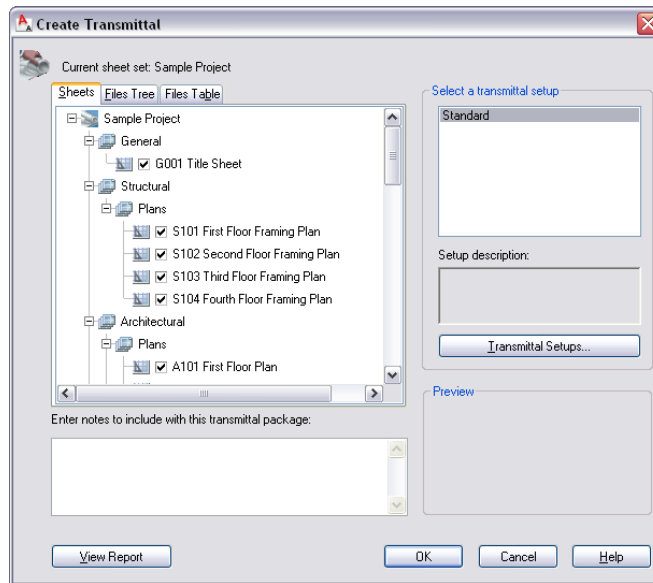 Create Transmittal
Current sheet set: Sample Project
Sheets Files Tree Files Table
Sample Project
General
G001 Title Sheet
Structural
Plans
S101 First Floor Framing Plan
S102 Second Floor Framing Plan
S103 Third Floor Framing Plan
S104 Fourth Floor Framing Plan
Architectural
Plans
A101 First Floor Plan
Enter notes to include with this transmittal package:
Select a transmittal setup
Standard
Setup description:
Transmittal Setups...
Preview
View Report
OK
Cancel
Help